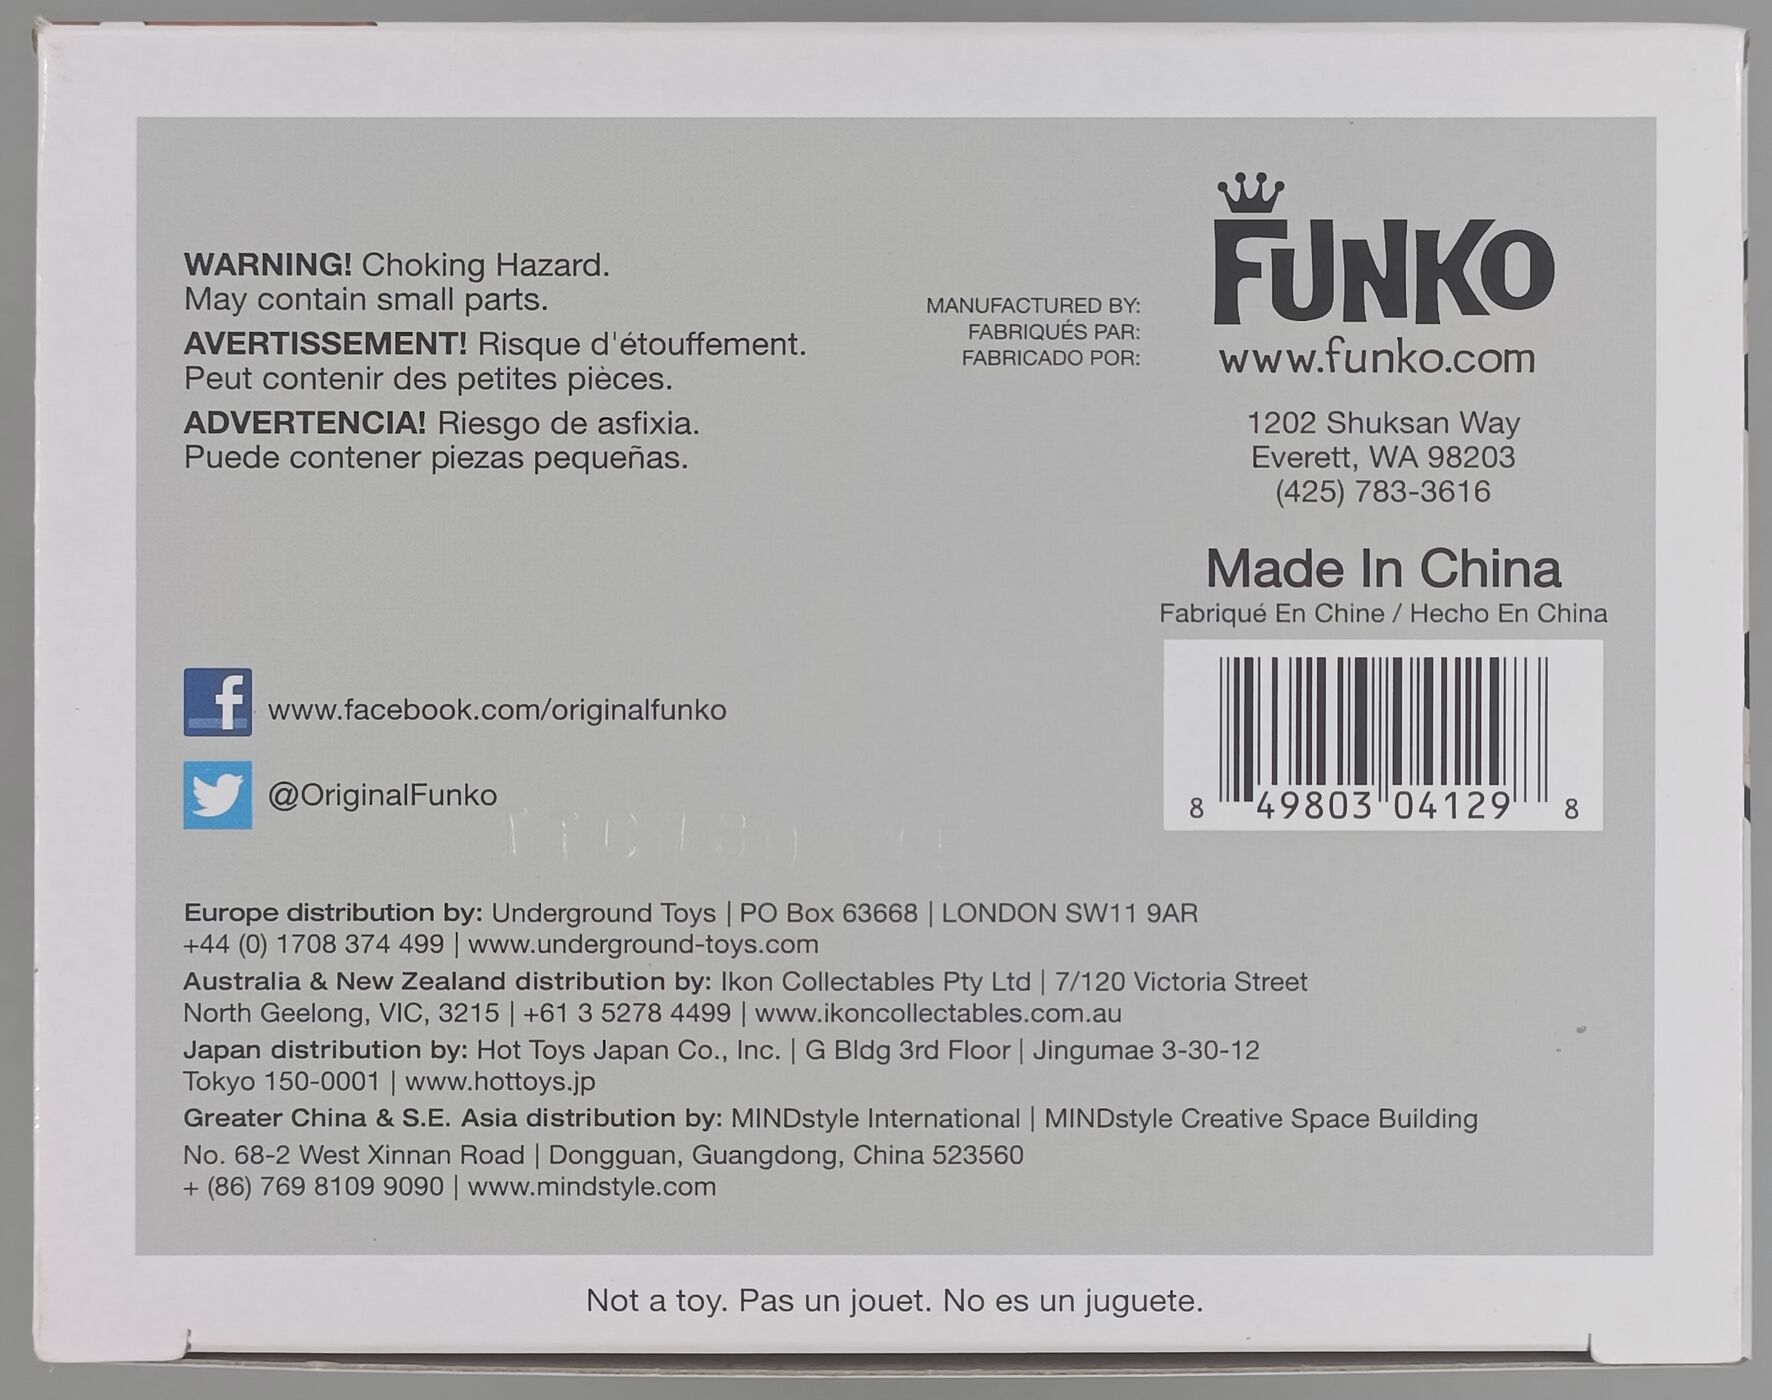 WARNING! Choking Hazard.
May contain small parts.
AVERTISSEMENT! Risque d'étouffement.
Peut contenir des petites pièces.
ADVERTENCIA! Riesgo de asfixia.
Puede contener piezas pequeñas.
MANUFACTURED BY:
FABRIQUÉS PAR:
FABRICADO POR:
FUNKO
www.funko.com
1202 Shuksan Way
Everett, WA 98203
(425) 783-3616
Made In China
Fabriqué En Chine / Hecho En China
8 49803 04129 8
f www.facebook.com/originalfunko
@OriginalFunko
Europe distribution by: Underground Toys | PO Box 63668 | LONDON SW11 9AR
+44 (0) 1708 374 499 | www.underground-toys.com
Australia & New Zealand distribution by: Ikon Collectables Pty Ltd | 7/120 Victoria Street
North Geelong, VIC, 3215 | +61 3 5278 4499 | www.ikoncollectables.com.au
Japan distribution by: Hot Toys Japan Co., Inc. | G Bldg 3rd Floor | Jingumae 3-30-12
Tokyo 150-0001 | www.hottoys.jp
Greater China & S.E. Asia distribution by: MINDstyle International | MINDstyle Creative Space Building
No. 68-2 West Xinnan Road | Dongguan, Guangdong, China 523560
+ (86) 769 8109 9090 | www.mindstyle.com
Not a toy. Pas un jouet. No es un juguete.